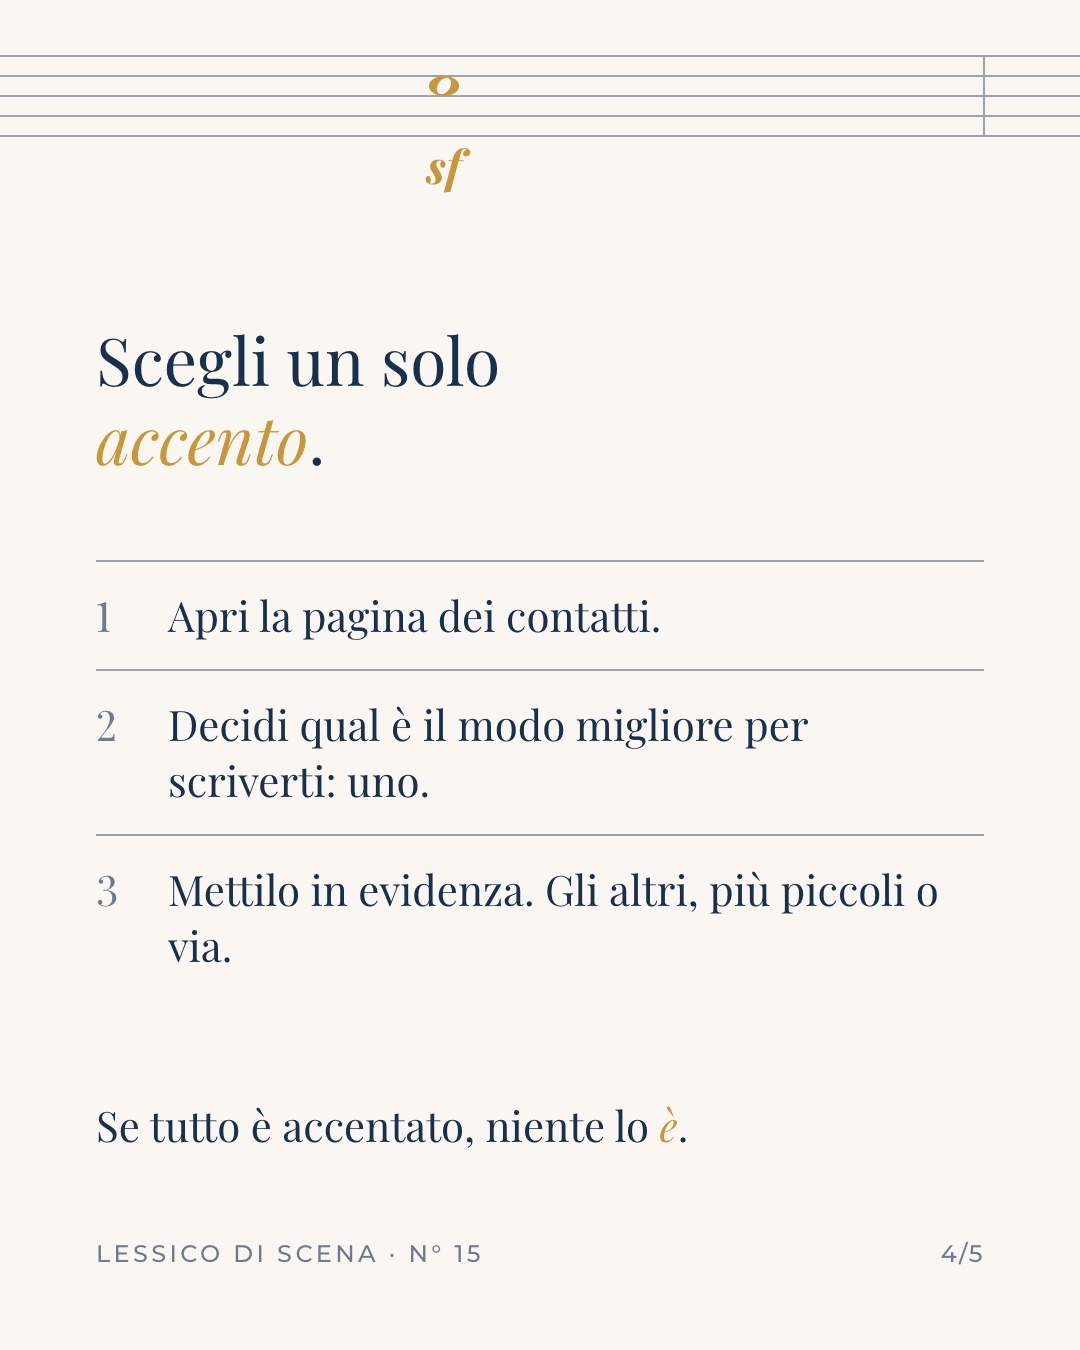 sf
Scegli un solo
accento.
1 Apri la pagina dei contatti.
2 Decidi qual è il modo migliore per
scriverti: uno.
3 Mettilo in evidenza. Gli altri, più piccoli o
via.
Se tutto è accentato, niente lo è.
LESSICO DI SCENA · N° 15
4/5